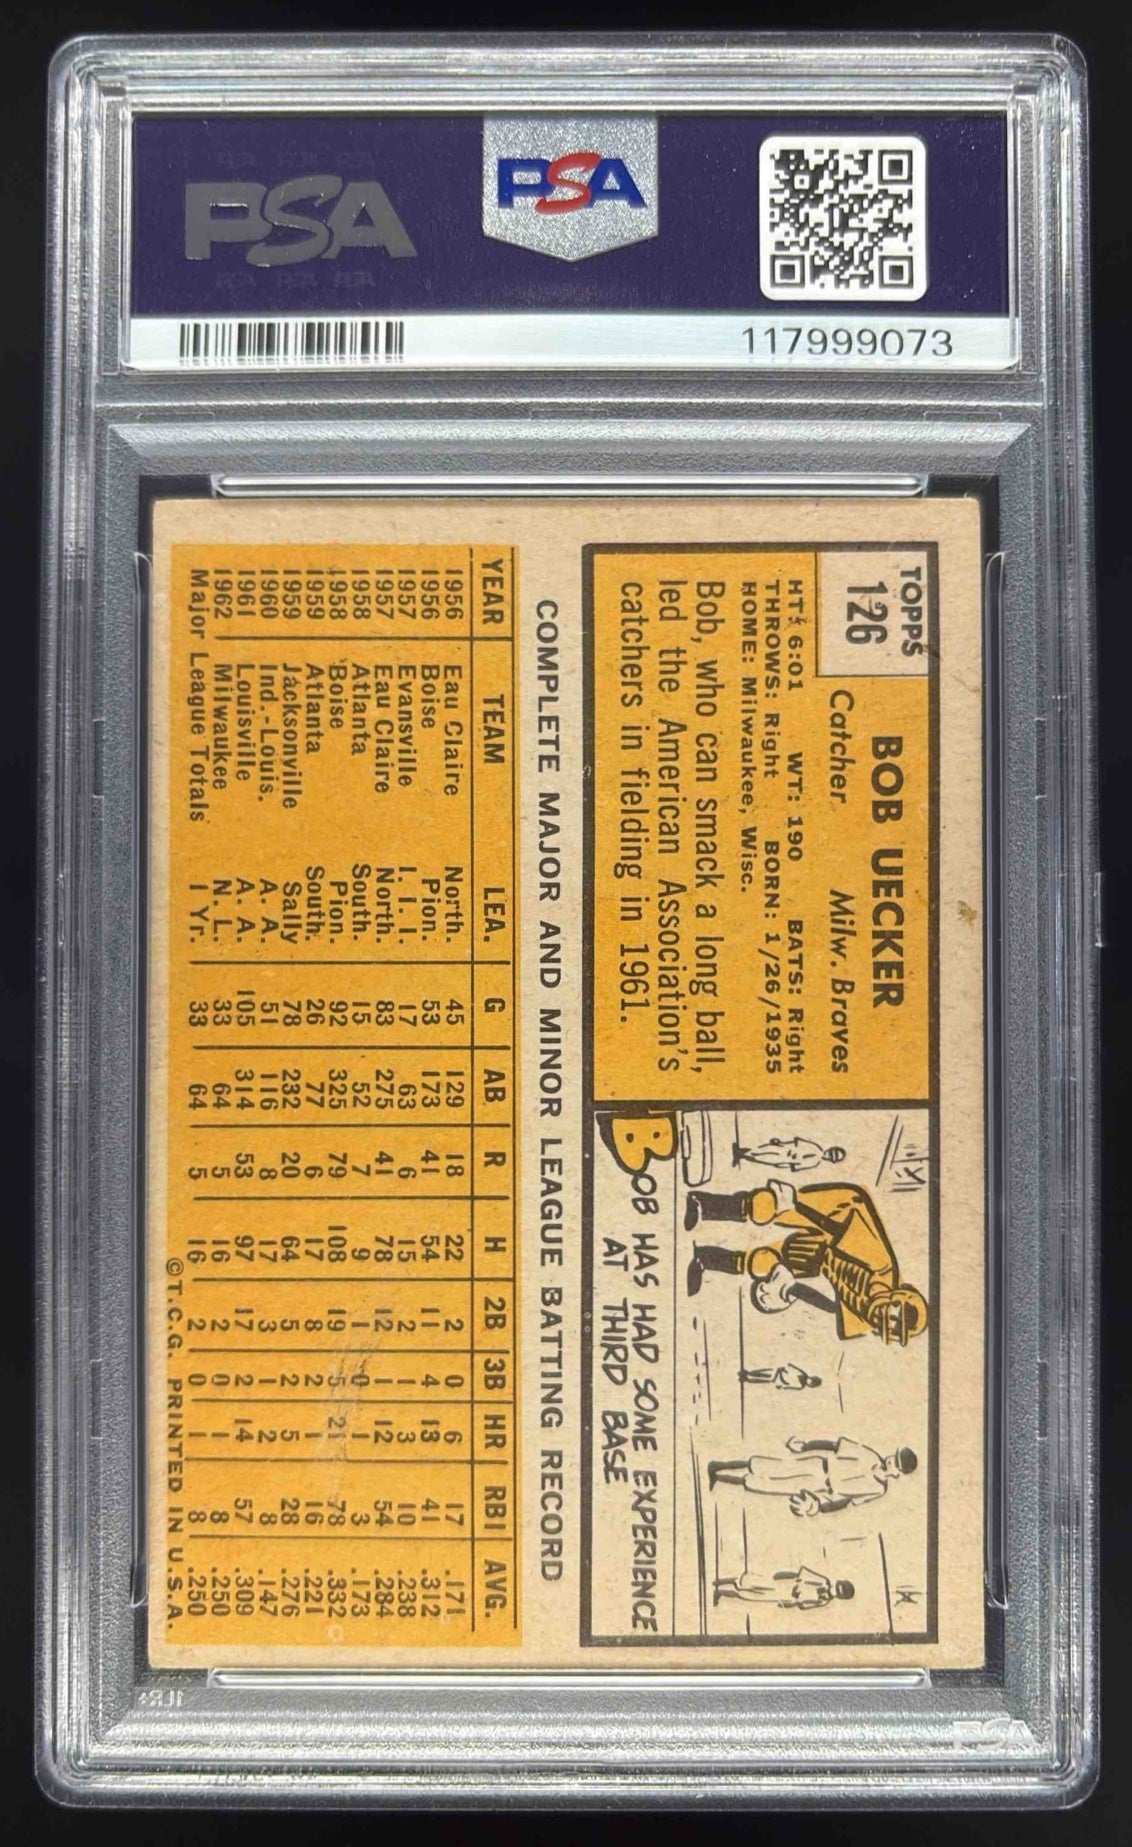 PSA
PSA
117999073
TOPPS
126
BOB UECKER
Catcher Milw. Braves
HT: 6:01 WT: 190 BATS: Right
THROWS: Right BORN: 1/26/1935
HOME: Milwaukee, Wisc.
Bob, who can smack a long ball,
led the American Association's
catchers in fielding in 1961.
BOB HAS HAD SOME EXPERIENCE
AT THIRD BASE
COMPLETE MAJOR AND MINOR LEAGUE BATTING RECORD
YEAR TEAM LEA. G AB R H 2B 3B HR RBI AVG.
1956 Eau Claire North. 45 129 18 22 2 0 6 17 .171
1956 Boise Pion. 53 173 41 54 11 4 13 41 .312
1957 Evansville I. I. I. 17 63 6 15 2 1 3 10 .238
1957 Eau Claire North. 83 275 41 78 12 1 12 54 .284
1958 Atlanta South. 15 52 7 9 1 0 1 3 .173
1958 Boise Pion. 92 325 79 108 19 5 21 78 .332
1959 Atlanta South. 26 77 6 17 8 2 1 16 .221
1959 Jacksonville Sally 78 232 20 64 5 2 5 28 .276
1960 Ind.-Louis. A. A. 51 116 8 17 3 1 2 8 .147
1961 Louisville A. A. 105 314 53 97 17 2 14 57 .309
1962 Milwaukee N. L. 33 64 5 16 2 0 1 8 .250
Major League Totals 1 Yr. 33 64 5 16 2 0 1 8 .250
©T.C.G. PRINTED IN U.S.A.
PSA